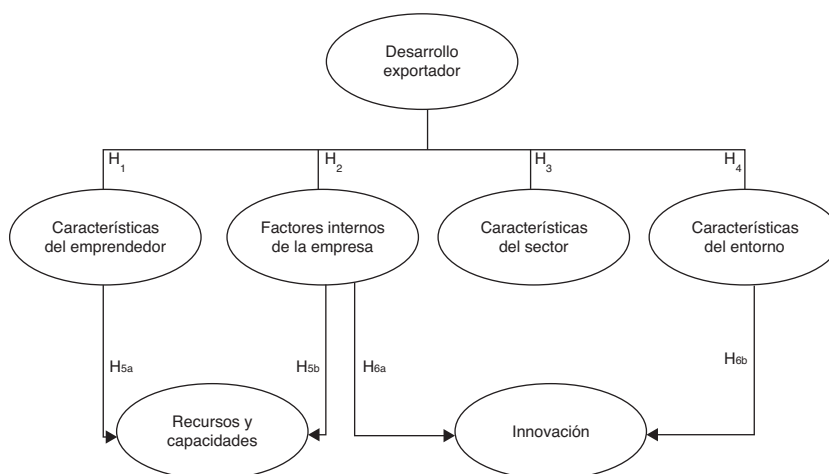 Desarrollo
exportador
H1
H2
H3
H4
Características
del emprendedor
Factores internos
de la empresa
Características
del sector
Características
del entorno
H5a
H5b
H6a
H6b
Recursos y
capacidades
Innovación